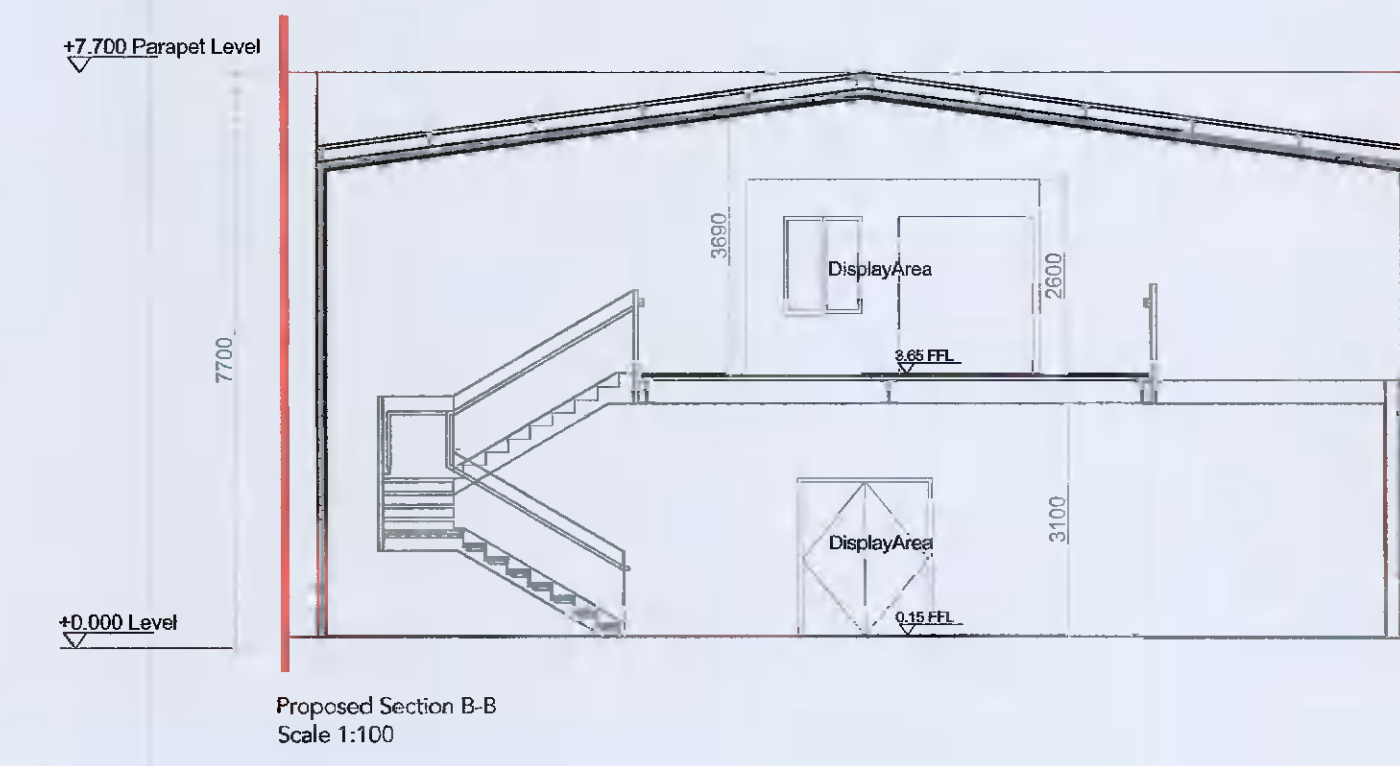 +7.700 Parapet Level
3690
DisplayArea
2600
7700
3.65 FFL
3100
DisplayArea
+0.000 Level
0.15 FFL
Proposed Section B-B
Scale 1:100